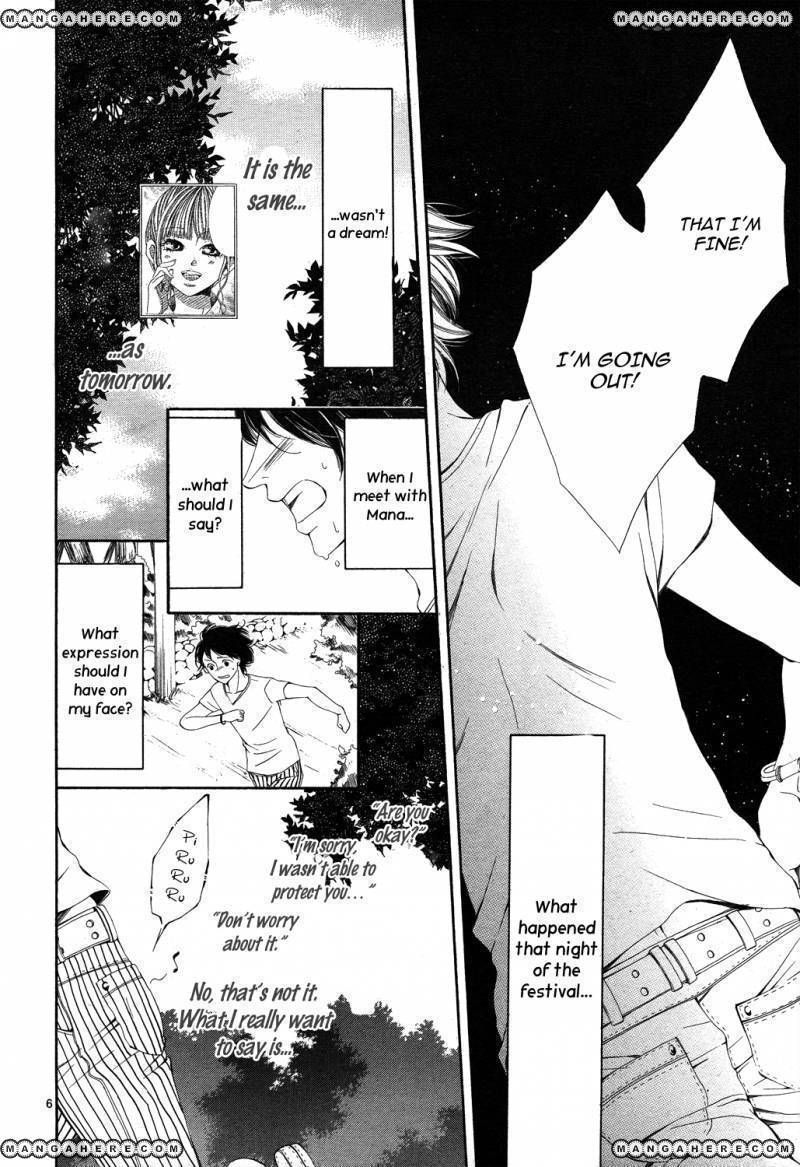 MANGAHERE.COM
MANGAHERE.COM
THAT I'M
FINE!
I'M GOING
OUT!
What
happened
that night
of the
festival...
...wasn't
a dream!
It is the
same...
...as
tomorrow.
When I
meet with
Mana...
...what
should I
say?
What
expression
should I
have on
my face?
"Are you
okay?"
"I'm sorry,
I wasn't able to
protect you..."
"Don't worry
about it."
PI
RU
RU
RU
No, that's not it.
What I really want
to say is...
6
MANGAHERE.COM
MANGAHERE.COM